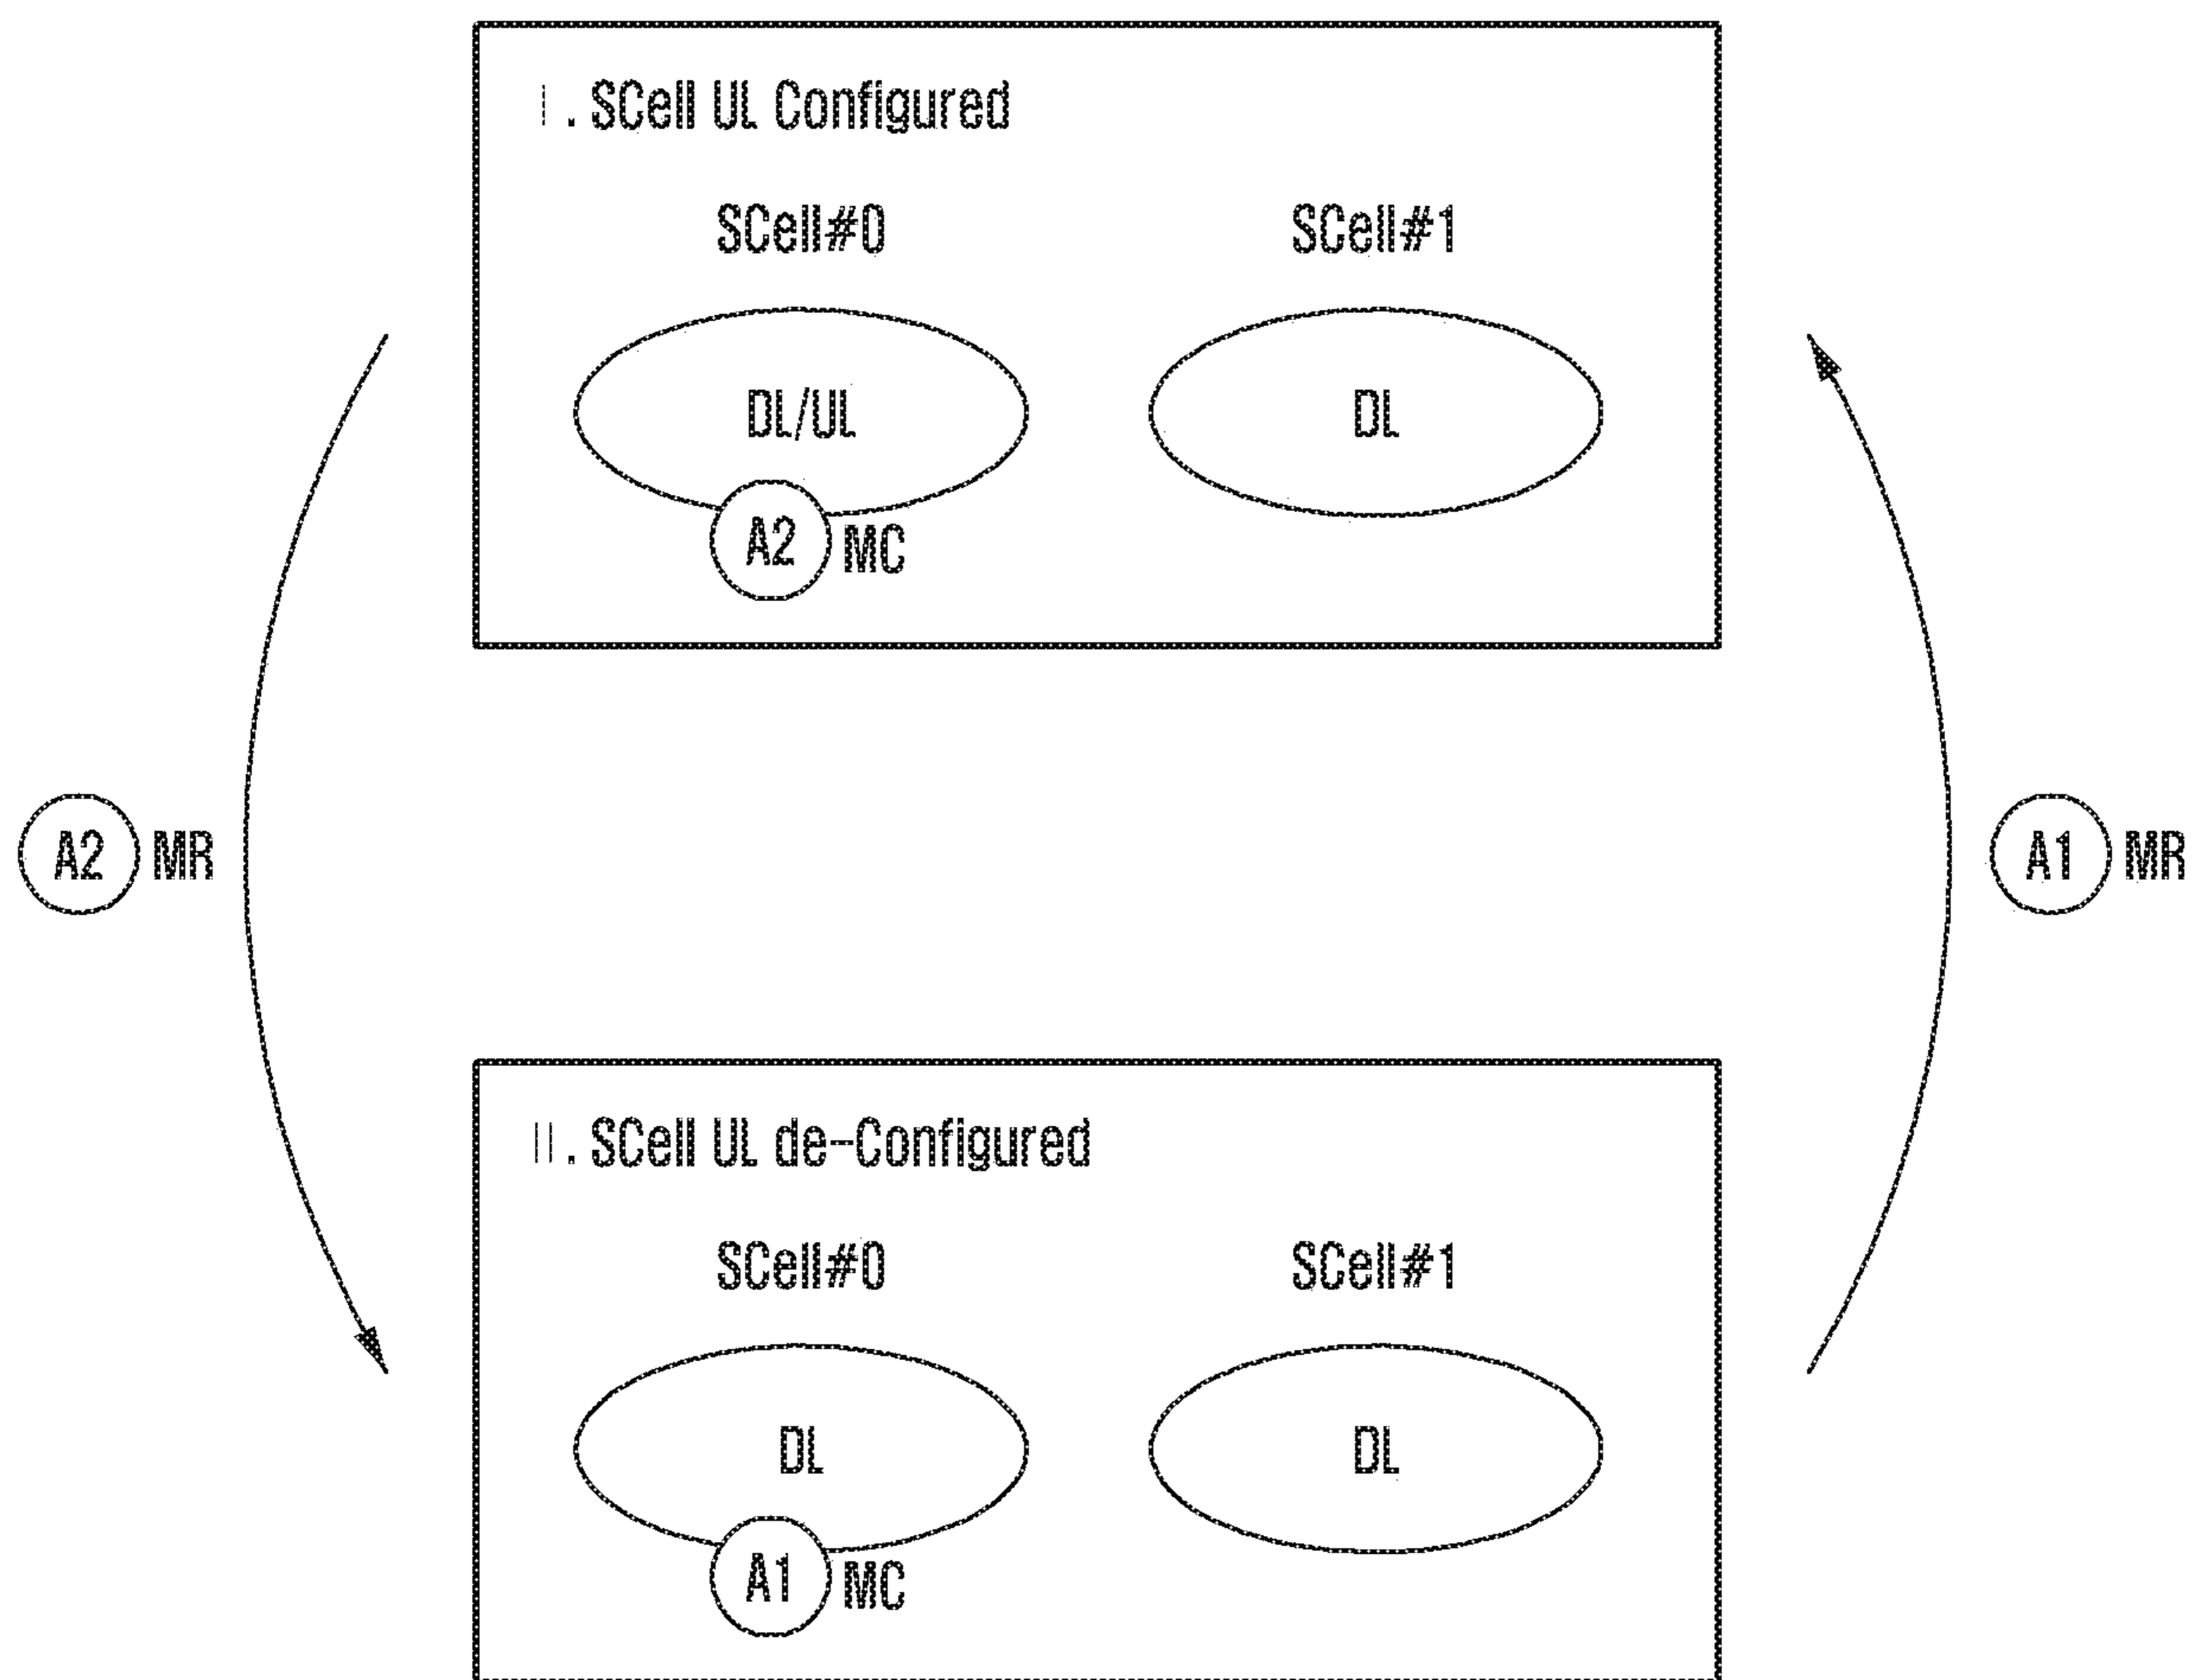 I. SCell UL Configured
SCell#0 SCell#1
DL/UL DL
A2 MC
A2 MR
A1 MR
II. SCell UL de-Configured
SCell#0 SCell#1
DL DL
A1 MC